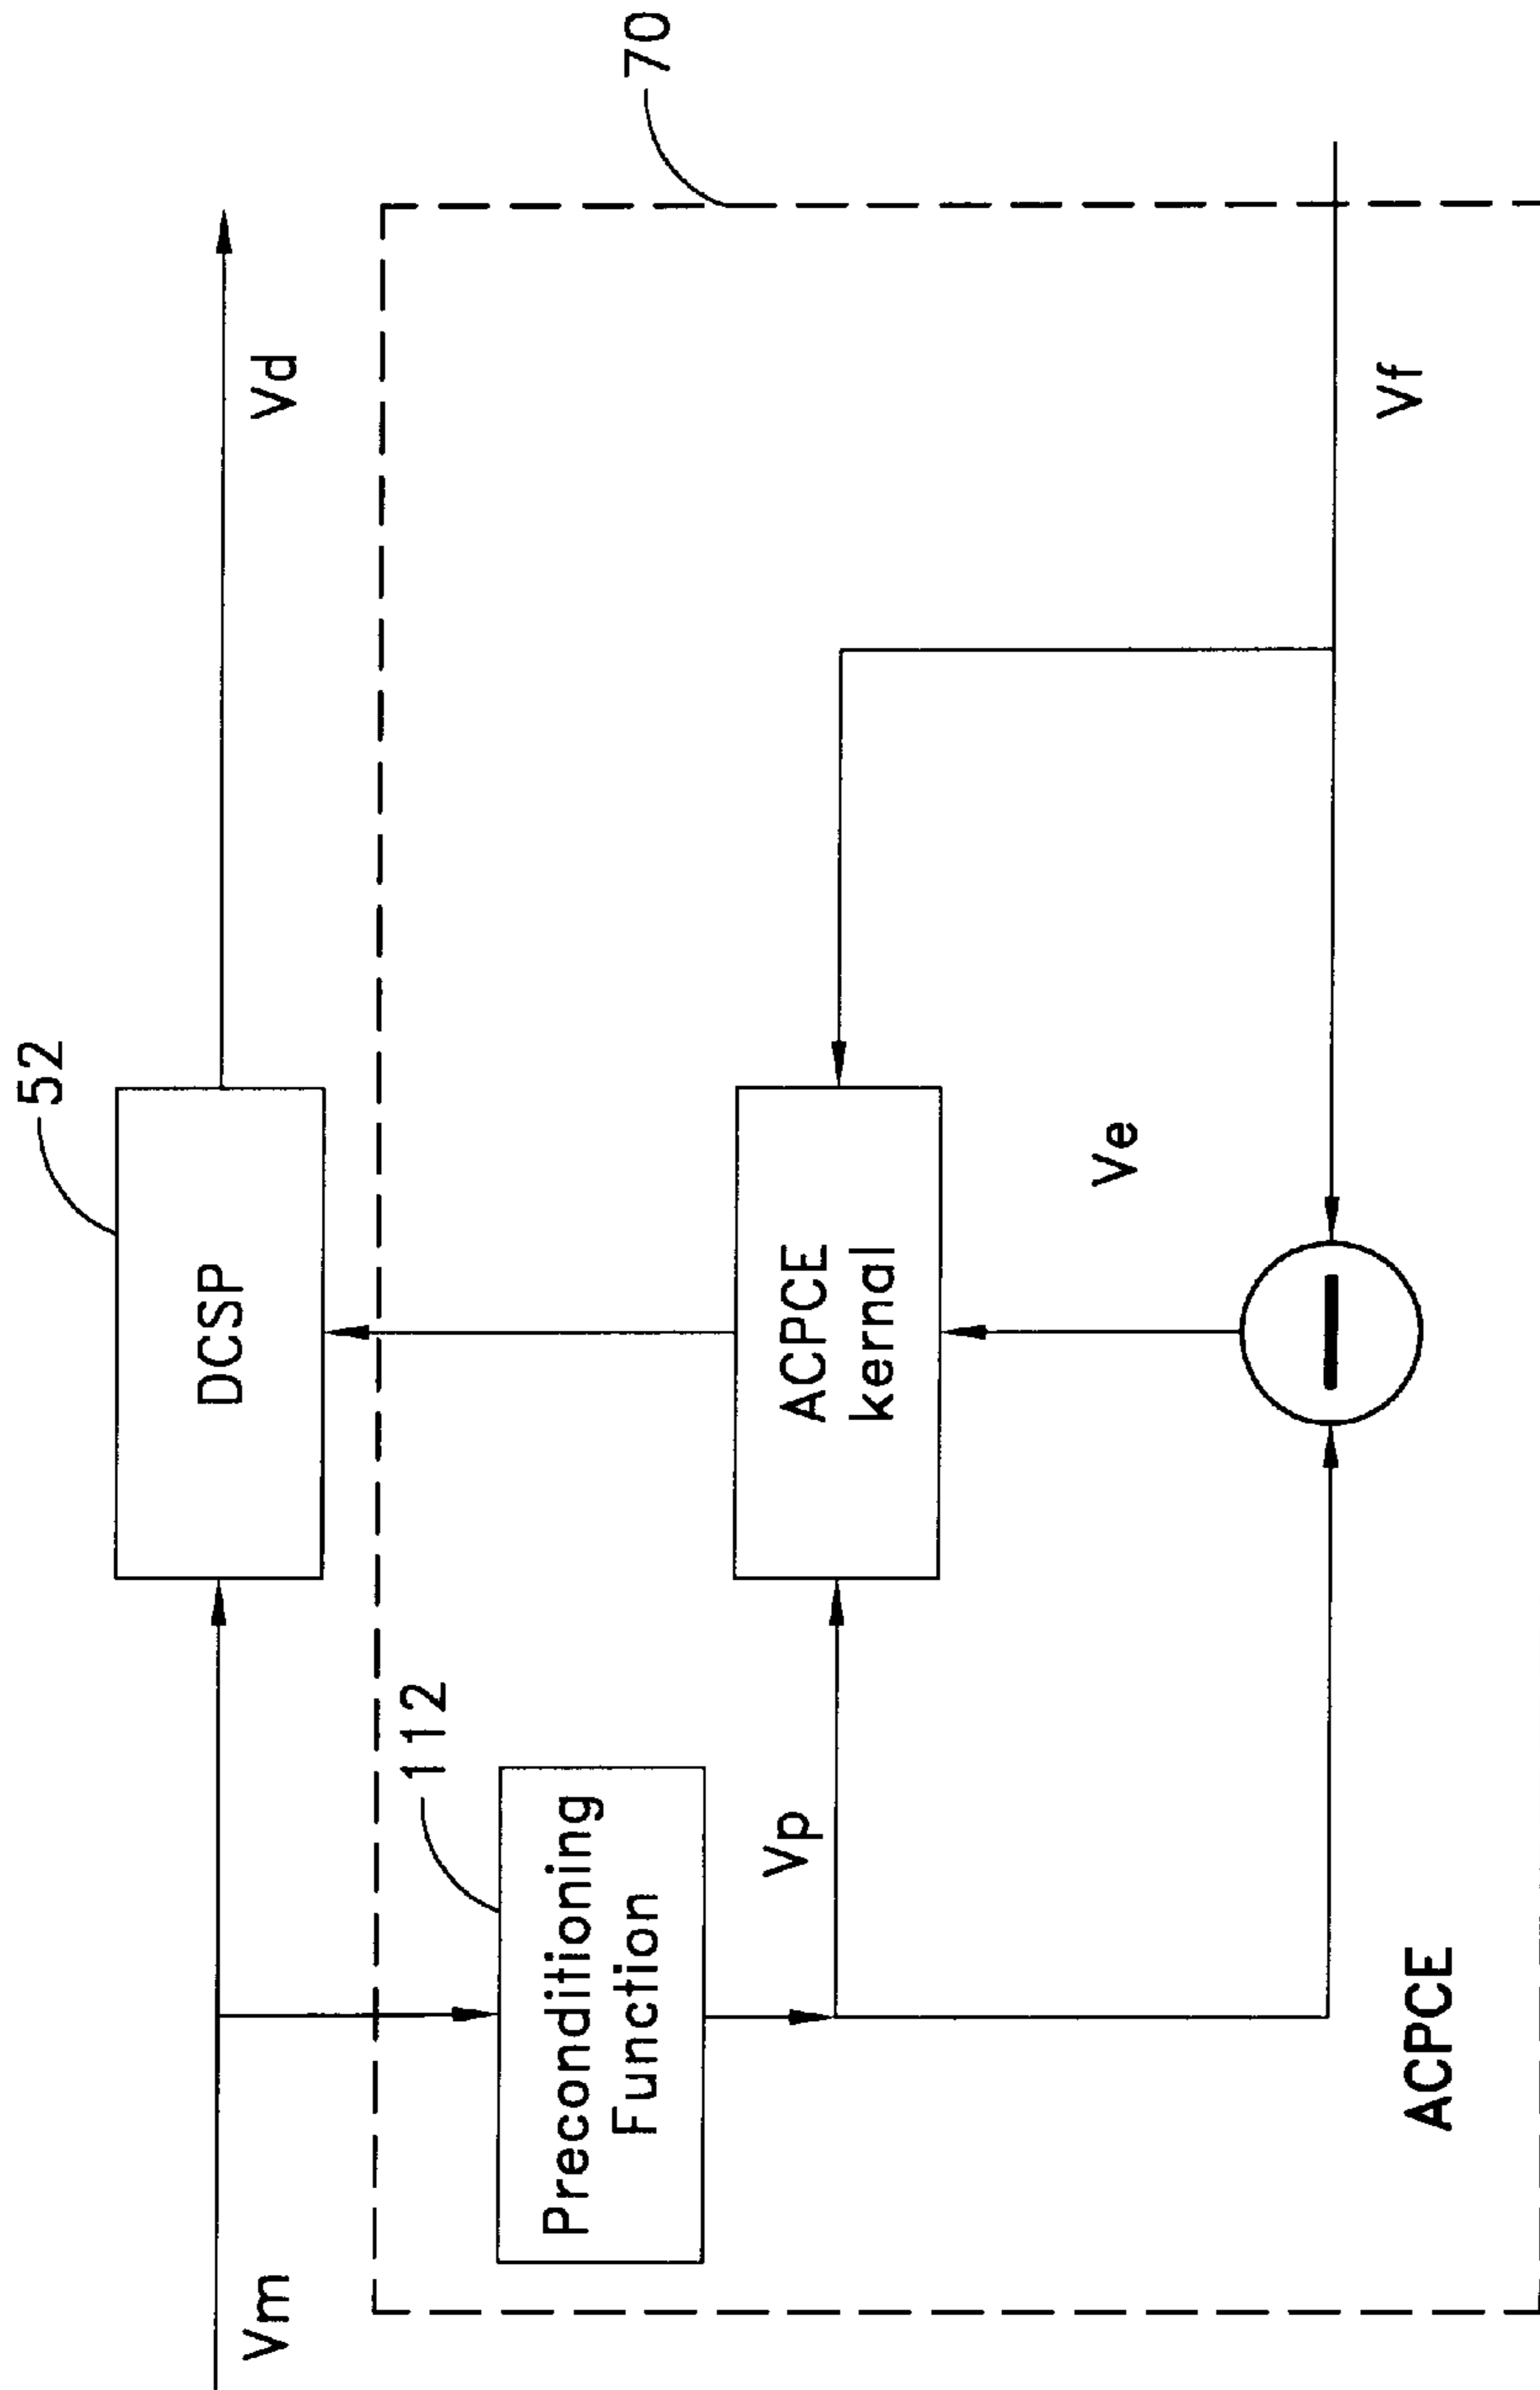 52
DCSP
Vm
Vd
70
112
Preconditioning
Function
Vp
ACPCE
kernal
Ve
Vf
ACPCE